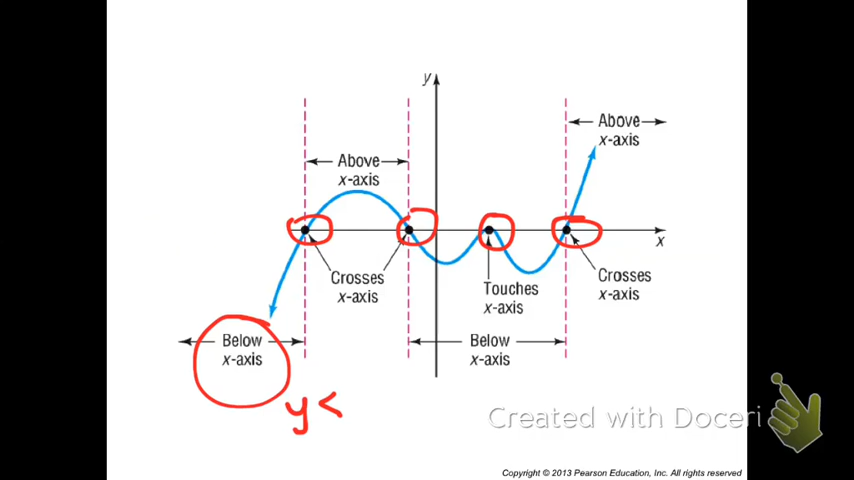 y
Above
x-axis
Above
x-axis
x
Crosses
x-axis
Touches
x-axis
Crosses
x-axis
Below
x-axis
Below
x-axis
y <
Created with Doceri
Copyright © 2013 Pearson Education, Inc. All rights reserved